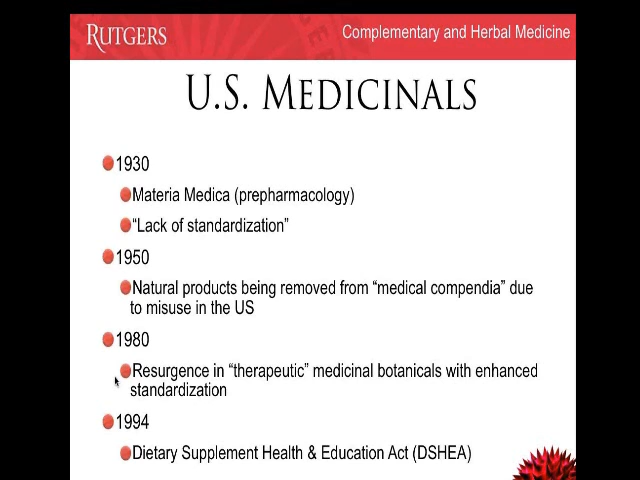 RUTGERS
Complementary and Herbal Medicine
U.S. MEDICINALS
1930
Materia Medica (prepharmacology)
“Lack of standardization”
1950
Natural products being removed from “medical compendia” due
to misuse in the US
1980
Resurgence in “therapeutic” medicinal botanicals with enhanced
standardization
1994
Dietary Supplement Health & Education Act (DSHEA)